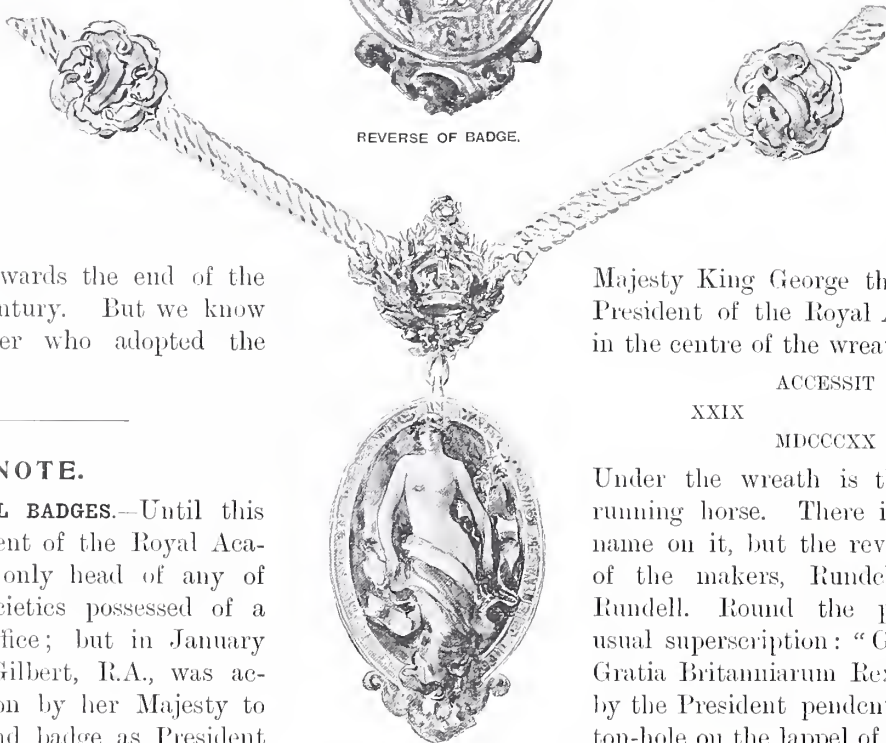 REVERSE OF BADGE.
wards the end of the
ntury. But we know
er who adopted the
NOTE.
L BADGES.—Until this
ent of the Royal Aca-
only head of any of
cieties possessed of a
fice; but in January
Gilbert, R.A., was ac-
on by her Majesty to
nd badge as President
Majesty King George th
President of the Royal A
in the centre of the wrea
ACCESSIT
XXIX
MDCCCXX
Under the wreath is t
running horse. There i
name on it, but the rev
of the makers, Runde
Rundell. Round the p
usual superscription: "G
Gratia Britanniarum Rex
by the President penden
ton-hole on the lappel of